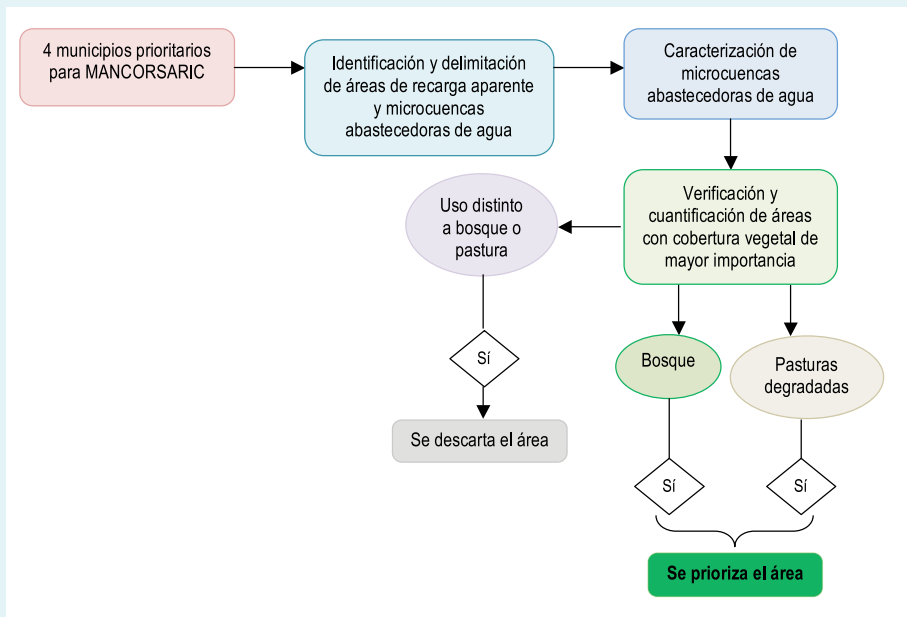 4 municipios prioritarios
para MANCORSARIC
Identificación y delimitación
de áreas de recarga aparente
y microcuencas
abastecedoras de agua
Caracterización de
microcuencas
abastecedoras de agua
Verificación y
cuantificación de áreas
con cobertura vegetal de
mayor importancia
Uso distinto
a bosque o
pastura
Sí
Se descarta el área
Bosque
Pasturas
degradadas
Sí
Sí
Se prioriza el área